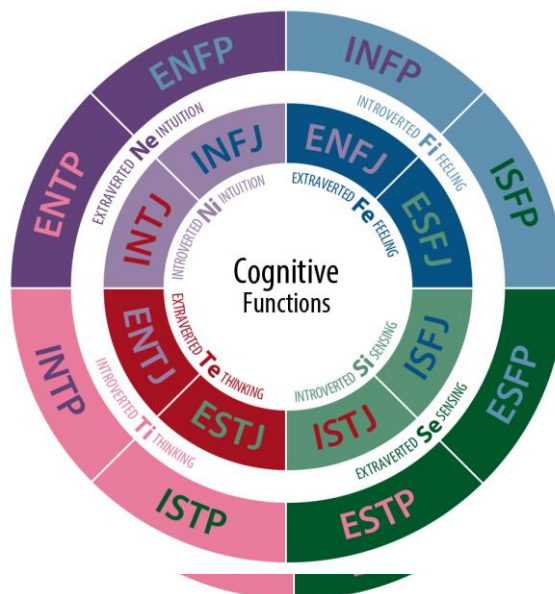 ENFP
INFP
ENTP
ISFP
EXTRAVERTED Ne INTUITION
INTROVERTED Fi FEELING
INFJ
ENFJ
INTJ
ESFJ
INTROVERTED Ni INTUITION
EXTRAVERTED Fe FEELING
Cognitive
Functions
EXTRAVERTED Te THINKING
INTROVERTED Si SENSING
ENTJ
ISFJ
ESTJ
ISTJ
INTROVERTED Ti THINKING
EXTRAVERTED Se SENSING
INTP
ESFP
ISTP
ESTP